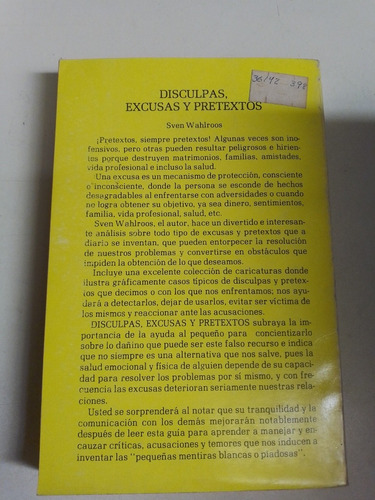 36/42 398
DISCULPAS,
EXCUSAS Y PRETEXTOS
Sven Wahlroos
¡Pretextos, siempre pretextos! Algunas veces son ino-
fensivos, pero otras pueden resultar peligrosos e hirien-
tes porque destruyen matrimonios, familias, amistades,
vida profesional e incluso la salud.
Una excusa es un mecanismo de protección, consciente
o inconsciente, donde la persona se esconde de hechos
desagradables al enfrentarse con adversidades o cuando
no logra obtener su objetivo, ya sea dinero, sentimientos,
familia, vida profesional, salud, etc.
Sven Wahlroos, el autor, hace un divertido e interesan-
te análisis sobre todo tipo de excusas y pretextos que a
diario se inventan, que pueden entorpecer la resolución
de nuestros problemas y convertirse en obstáculos que
impiden la obtención de lo que deseamos.
Incluye una excelente colección de caricaturas donde
ilustra gráficamente casos típicos de disculpas y pretex-
tos que decimos o con los que nos enfrentamos; nos ayu-
dará a detectarlos, dejar de usarlos, evitar ser víctima de
los mismos y reaccionar ante las acusaciones.
DISCULPAS, EXCUSAS Y PRETEXTOS subraya la im-
portancia de la ayuda al pequeño para concientizarlo
sobre lo dañino que puede ser este falso recurso e indica
que no siempre es una alternativa que nos salve, pues la
salud emocional y física de alguien depende de su capaci-
dad para resolver los problemas por sí mismo, y con fre-
cuencia las excusas deterioran seriamente nuestras rela-
ciones.
Usted se sorprenderá al notar que su tranquilidad y la
comunicación con los demás mejorarán notablemente
después de leer esta guía para aprender a manejar y en-
cauzar críticas, acusaciones y temores que nos inducen a
inventar las "pequeñas mentiras blancas o piadosas".